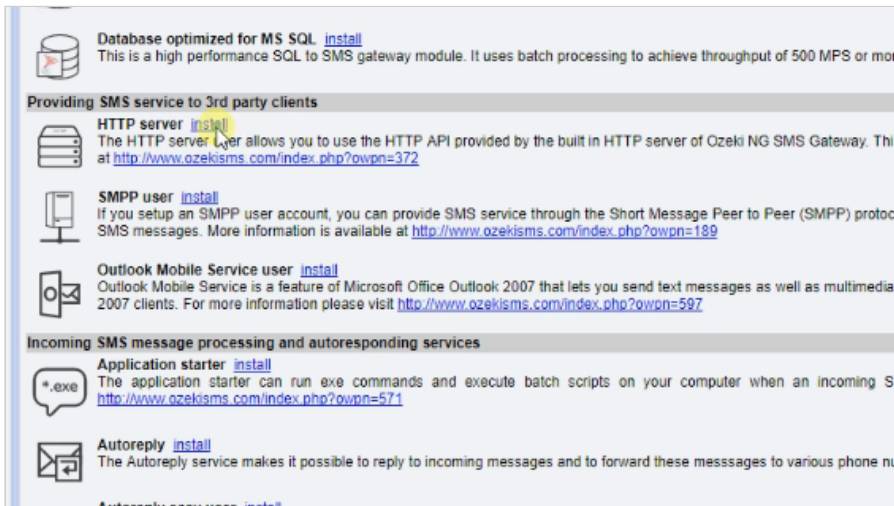 Database optimized for MS SQL install
This is a high performance SQL to SMS gateway module. It uses batch processing to achieve throughput of 500 MPS or mor
Providing SMS service to 3rd party clients
HTTP server install
The HTTP server user allows you to use the HTTP API provided by the built in HTTP server of Ozeki NG SMS Gateway. Thi
at http://www.ozekisms.com/index.php?owpn=372
SMPP user install
If you setup an SMPP user account, you can provide SMS service through the Short Message Peer to Peer (SMPP) protoc
SMS messages. More information is available at http://www.ozekisms.com/index.php?owpn=189
Outlook Mobile Service user install
Outlook Mobile Service is a feature of Microsoft Office Outlook 2007 that lets you send text messages as well as multimedia
2007 clients. For more information please visit http://www.ozekisms.com/index.php?owpn=597
Incoming SMS message processing and autoresponding services
Application starter install
*.exe
The application starter can run exe commands and execute batch scripts on your computer when an incoming S
http://www.ozekisms.com/index.php?owpn=571
Autoreply install
The Autoreply service makes it possible to reply to incoming messages and to forward these messsages to various phone nu
Autoreply easy user install